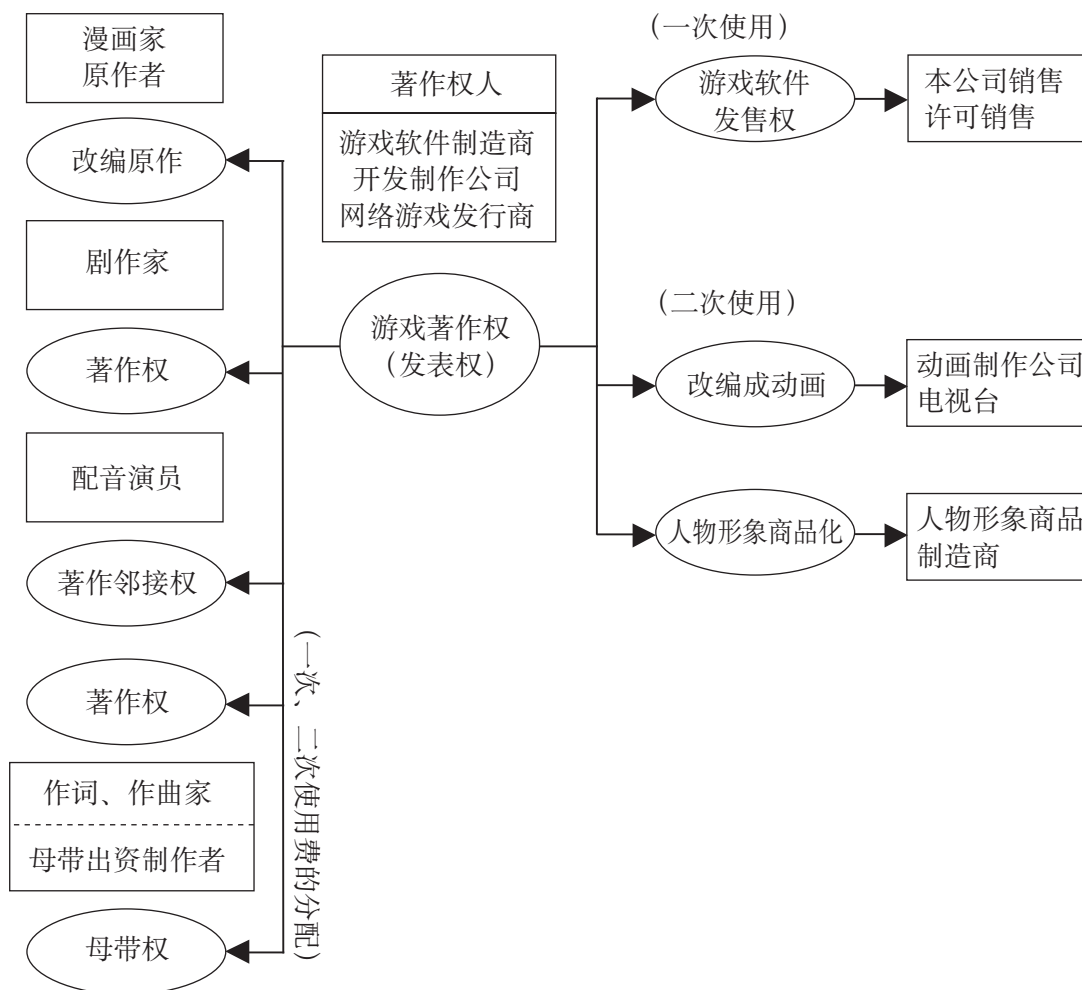 漫画家
原作者
改编原作
剧作家
著作权
配音演员
著作邻接权
著作权
作词、作曲家
母带出资制作者
母带权
(一次、二次使用费的分配)
著作权人
游戏软件制造商
开发制作公司
网络游戏发行商
游戏著作权
(发表权)
(一次使用)
游戏软件
发售权
本公司销售
许可销售
(二次使用)
改编成动画
动画制作公司
电视台
人物形象商品化
人物形象商品
制造商